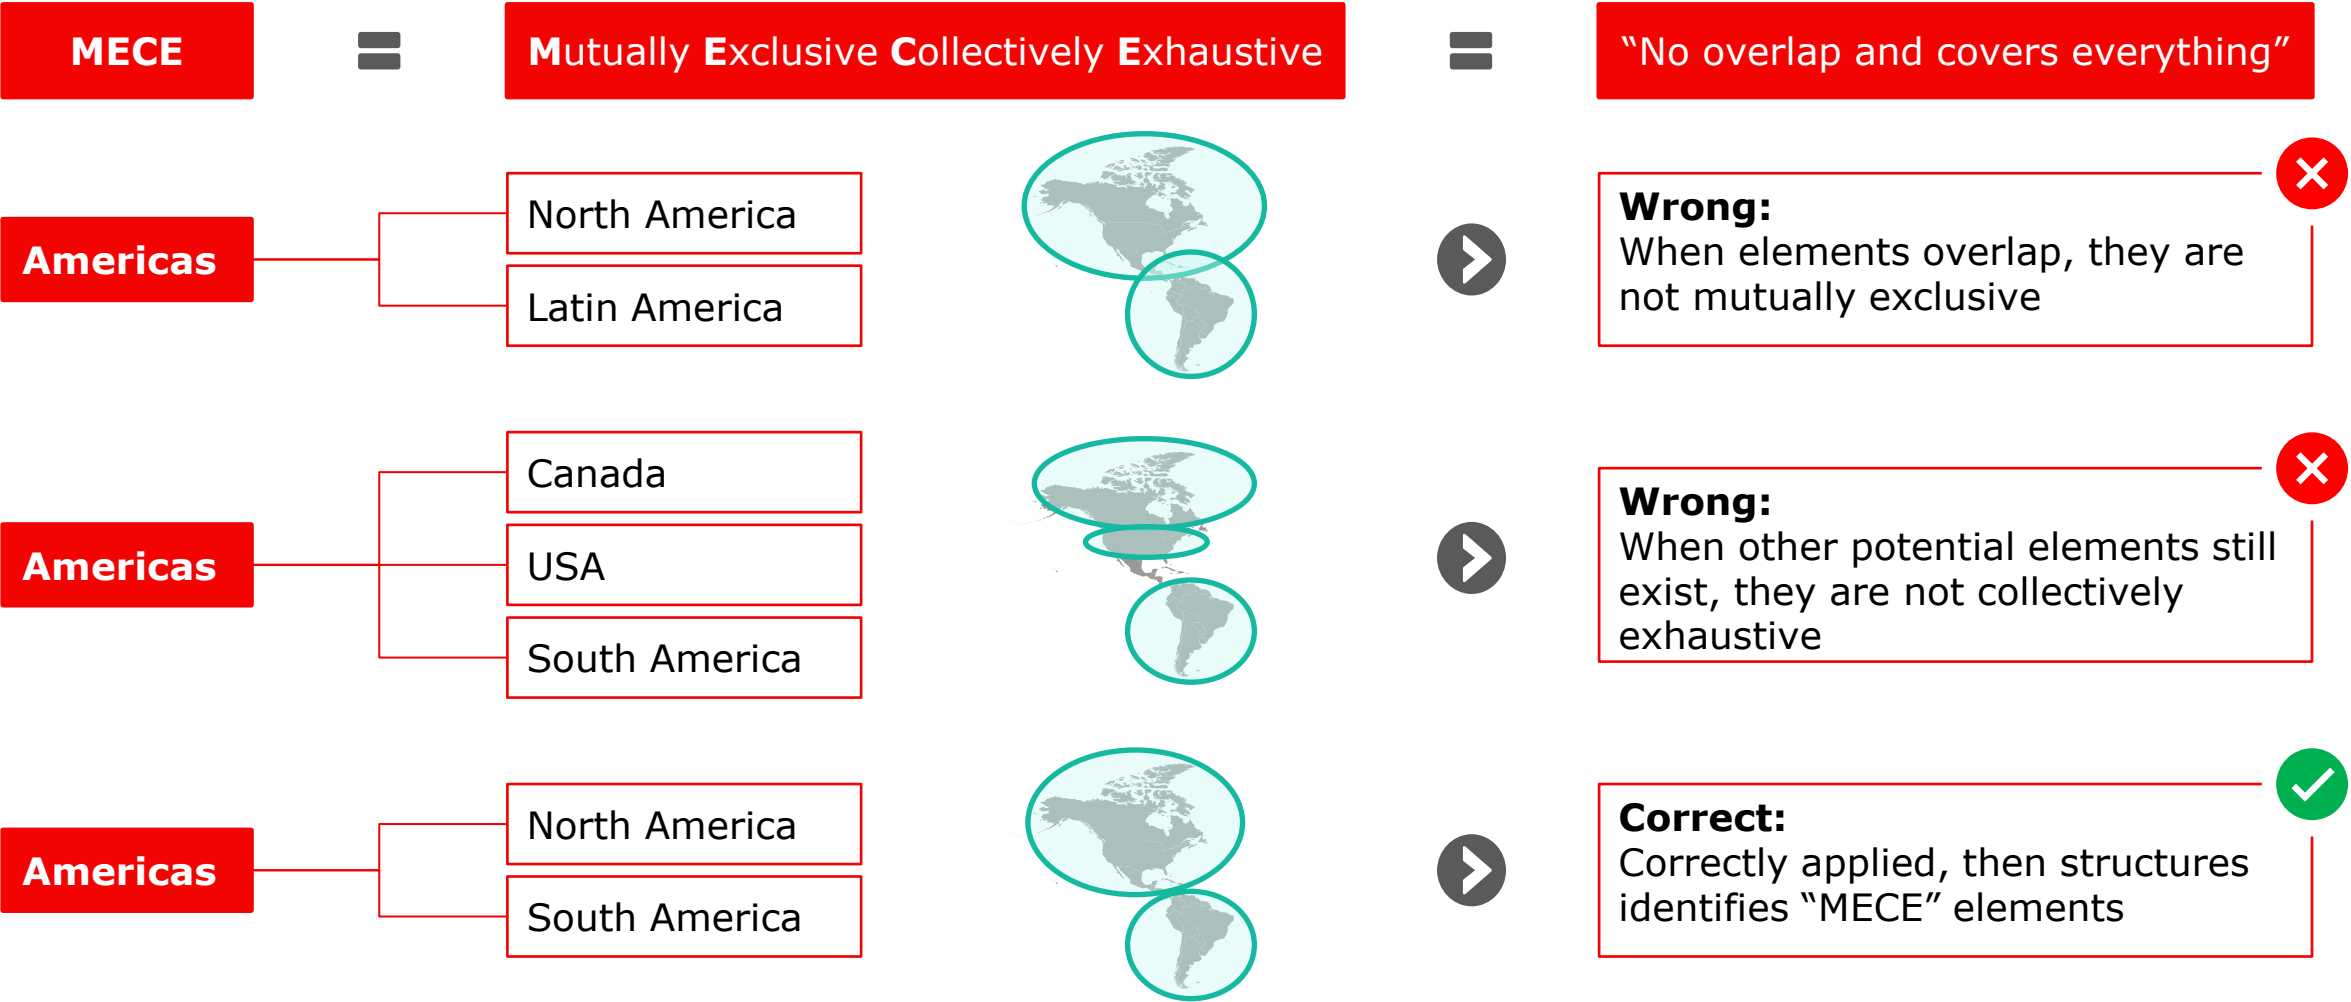 MECE
Mutually Exclusive Collectively Exhaustive
“No overlap and covers everything”
Americas
North America
Latin America
Wrong:
When elements overlap, they are
not mutually exclusive
Americas
Canada
USA
South America
Wrong:
When other potential elements still
exist, they are not collectively
exhaustive
Americas
North America
South America
Correct:
Correctly applied, then structures
identifies “MECE” elements